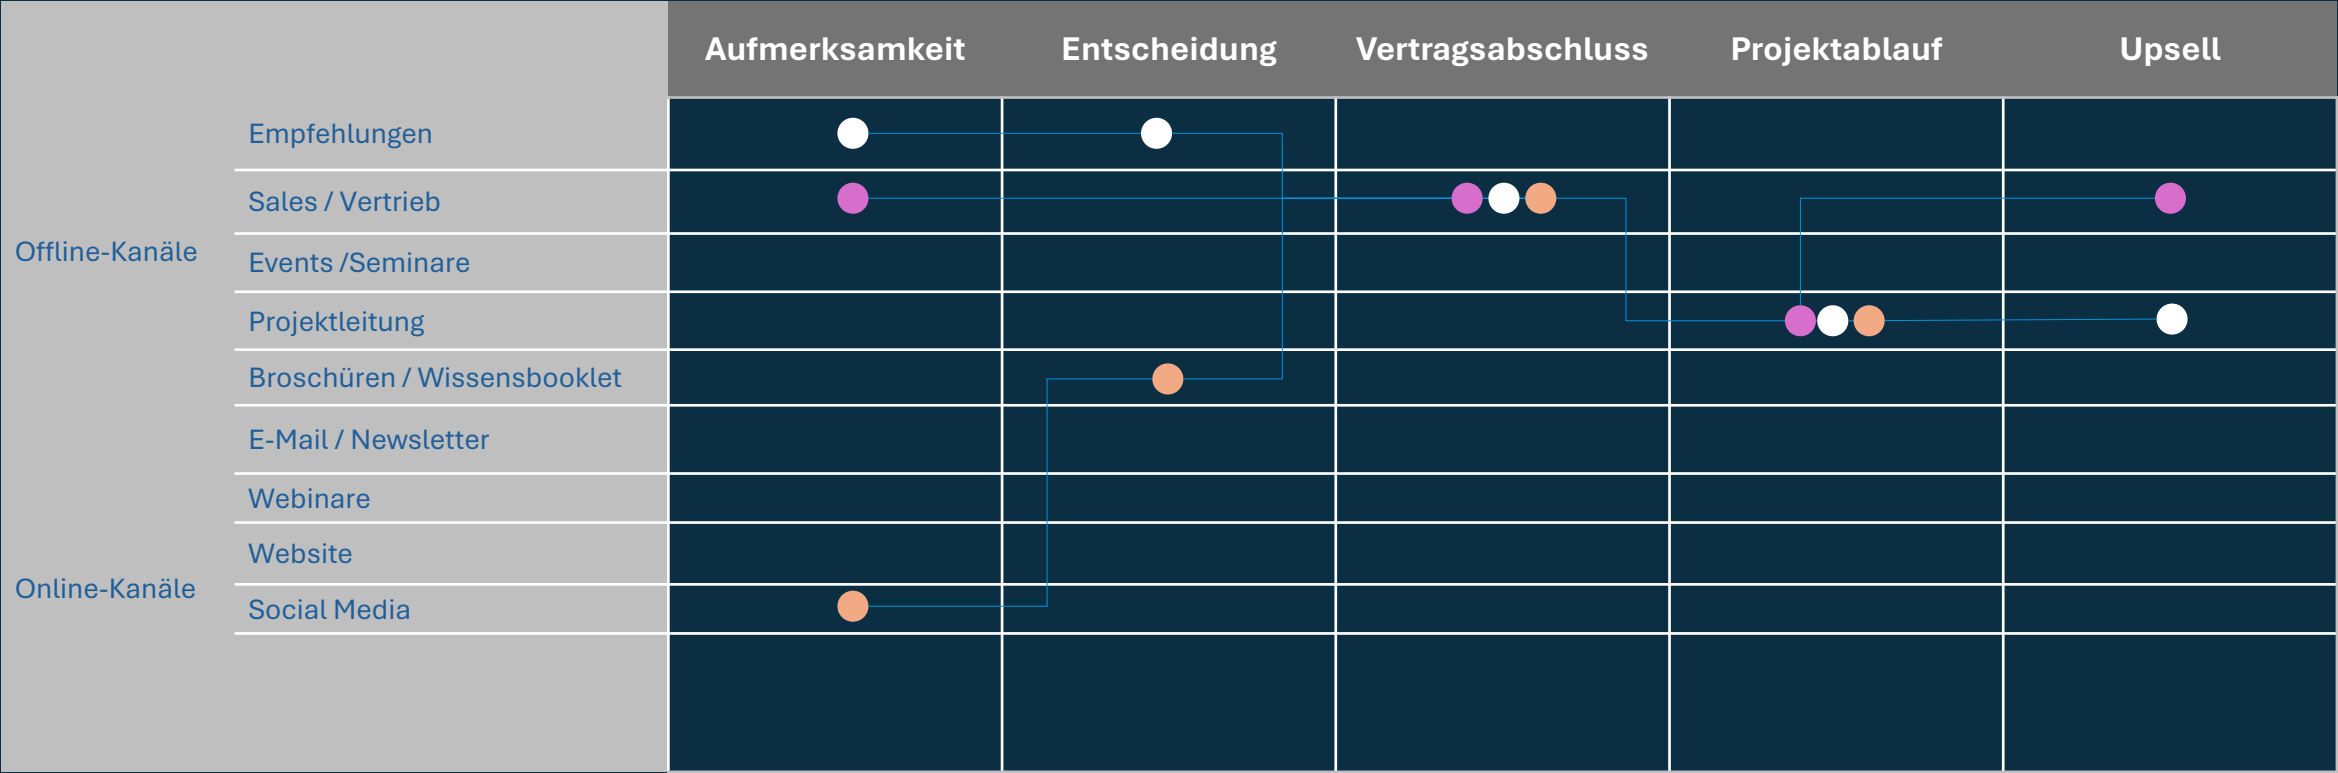 Aufmerksamkeit Entscheidung Vertragsabschluss Projektablauf Upsell
Offline-Kanäle
Empfehlungen
Sales / Vertrieb
Events /Seminare
Projektleitung
Broschüren / Wissensbooklet
E-Mail / Newsletter
Online-Kanäle
Webinare
Website
Social Media